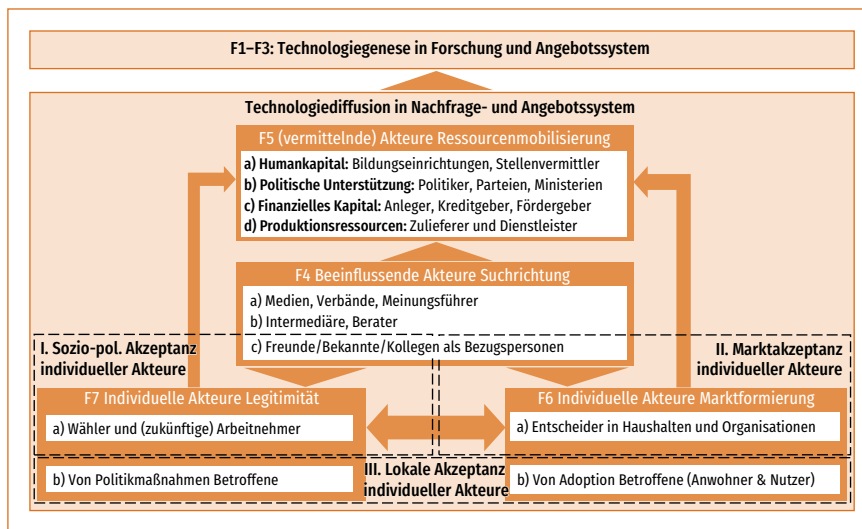 F1–F3: Technologiegenese in Forschung und Angebotssystem
Technologiediffusion in Nachfrage- und Angebotssystem
F5 (vermittelnde) Akteure Ressourcenmobilisierung
a) Humankapital: Bildungseinrichtungen, Stellenvermittler
b) Politische Unterstützung: Politiker, Parteien, Ministerien
c) Finanzielles Kapital: Anleger, Kreditgeber, Fördergeber
d) Produktionsressourcen: Zulieferer und Dienstleister
F4 Beeinflussende Akteure Suchrichtung
a) Medien, Verbände, Meinungsführer
b) Intermediäre, Berater
c) Freunde/Bekannte/Kollegen als Bezugspersonen
I. Sozio-pol. Akzeptanz
individueller Akteure
II. Marktakzeptanz
individueller Akteure
F7 Individuelle Akteure Legitimität
a) Wähler und (zukünftige) Arbeitnehmer
F6 Individuelle Akteure Marktformierung
a) Entscheider in Haushalten und Organisationen
b) Von Politikmaßnahmen Betroffene
III. Lokale Akzeptanz
individueller Akteure
b) Von Adoption Betroffene (Anwohner & Nutzer)